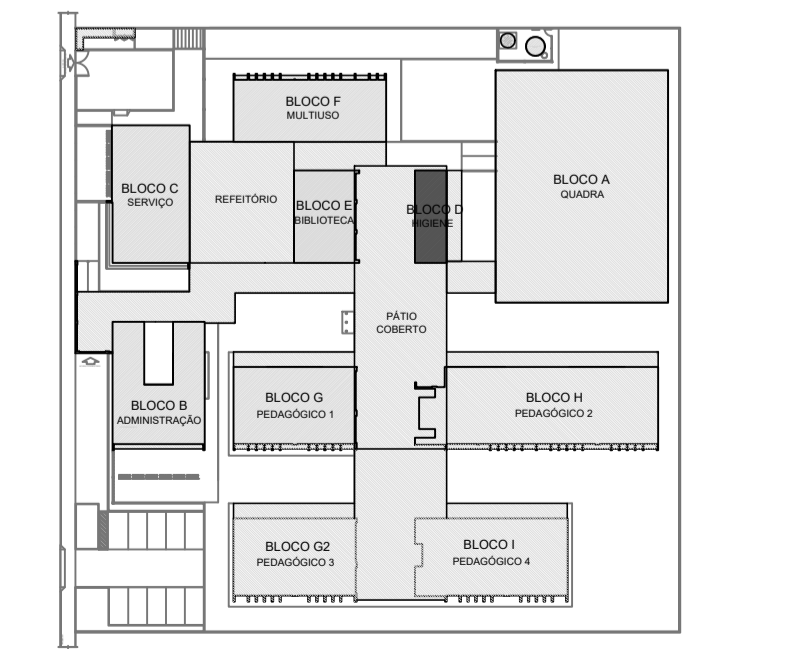 BLOCO F
MULTIUSO
BLOCO A
QUADRA
BLOCO C
SERVIÇO
REFEITÓRIO
BLOCO E
BIBLIOTECA
BLOCO D
HIGIENE
PÁTIO
COBERTO
BLOCO B
ADMINISTRAÇÃO
BLOCO G
PEDAGÓGICO 1
BLOCO H
PEDAGÓGICO 2
BLOCO G2
PEDAGÓGICO 3
BLOCO I
PEDAGÓGICO 4